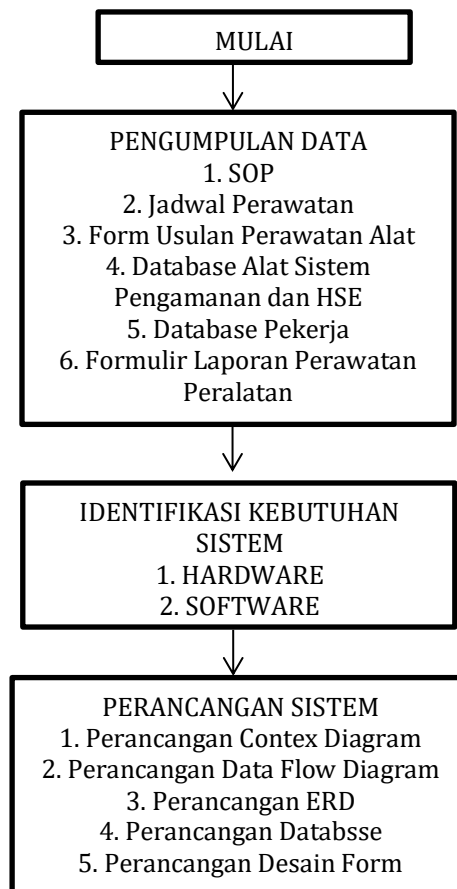 MULAI
PENGUMPULAN DATA
1. SOP
2. Jadwal Perawatan
3. Form Usulan Perawatan Alat
4. Database Alat Sistem
Pengamanan dan HSE
5. Database Pekerja
6. Formulir Laporan Perawatan
Peralatan
IDENTIFIKASI KEBUTUHAN
SISTEM
1. HARDWARE
2. SOFTWARE
PERANCANGAN SISTEM
1. Perancangan Contex Diagram
2. Perancangan Data Flow Diagram
3. Perancangan ERD
4. Perancangan Databsse
5. Perancangan Desain Form